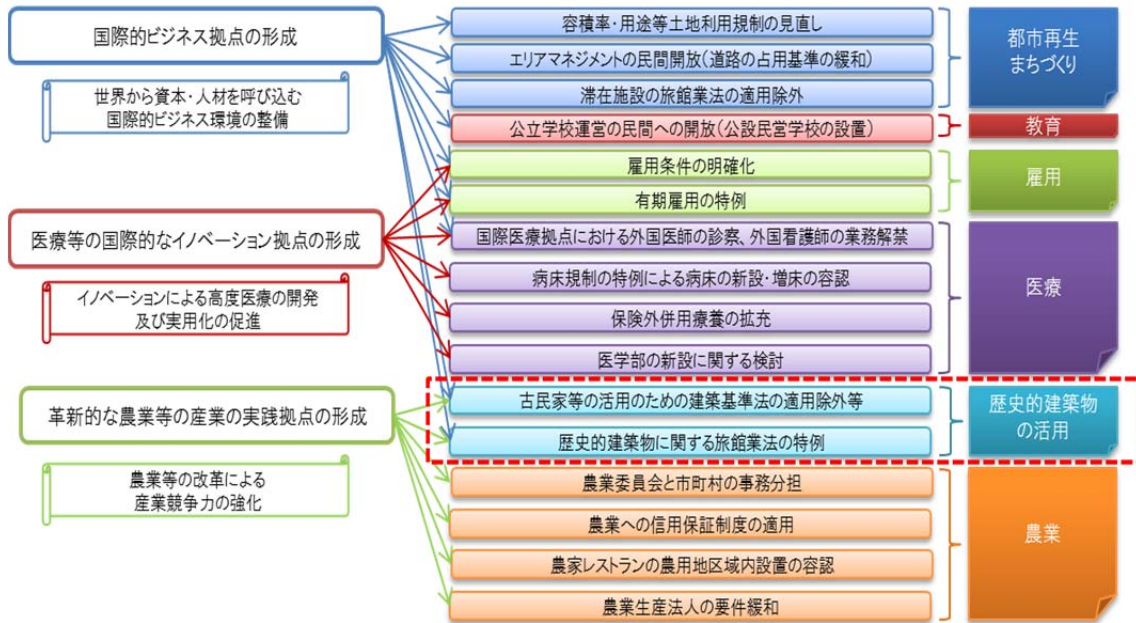 国際的ビジネス拠点の形成
世界から資本・人材を呼び込む
国際的ビジネス環境の整備
医療等の国際的なイノベーション拠点の形成
イノベーションによる高度医療の開発
及び実用化の促進
革新的な農業等の産業の実践拠点の形成
農業等の改革による
産業競争力の強化
容積率・用途等土地利用規制の見直し
エリアマネジメントの民間開放(道路の占用基準の緩和)
滞在施設の旅館業法の適用除外
公立学校運営の民間への開放(公設民営学校の設置)
雇用条件の明確化
有期雇用の特例
国際医療拠点における外国医師の診察、外国看護師の業務解禁
病床規制の特例による病床の新設・増床の容認
保険外併用療養の拡充
医学部の新設に関する検討
古民家等の活用のための建築基準法の適用除外等
歴史的建築物に関する旅館業法の特例
農業委員会と市町村の事務分担
農業への信用保証制度の適用
農家レストランの農用地区域内設置の容認
農業生産法人の要件緩和
都市再生
まちづくり
教育
雇用
医療
歴史的建築物
の活用
農業